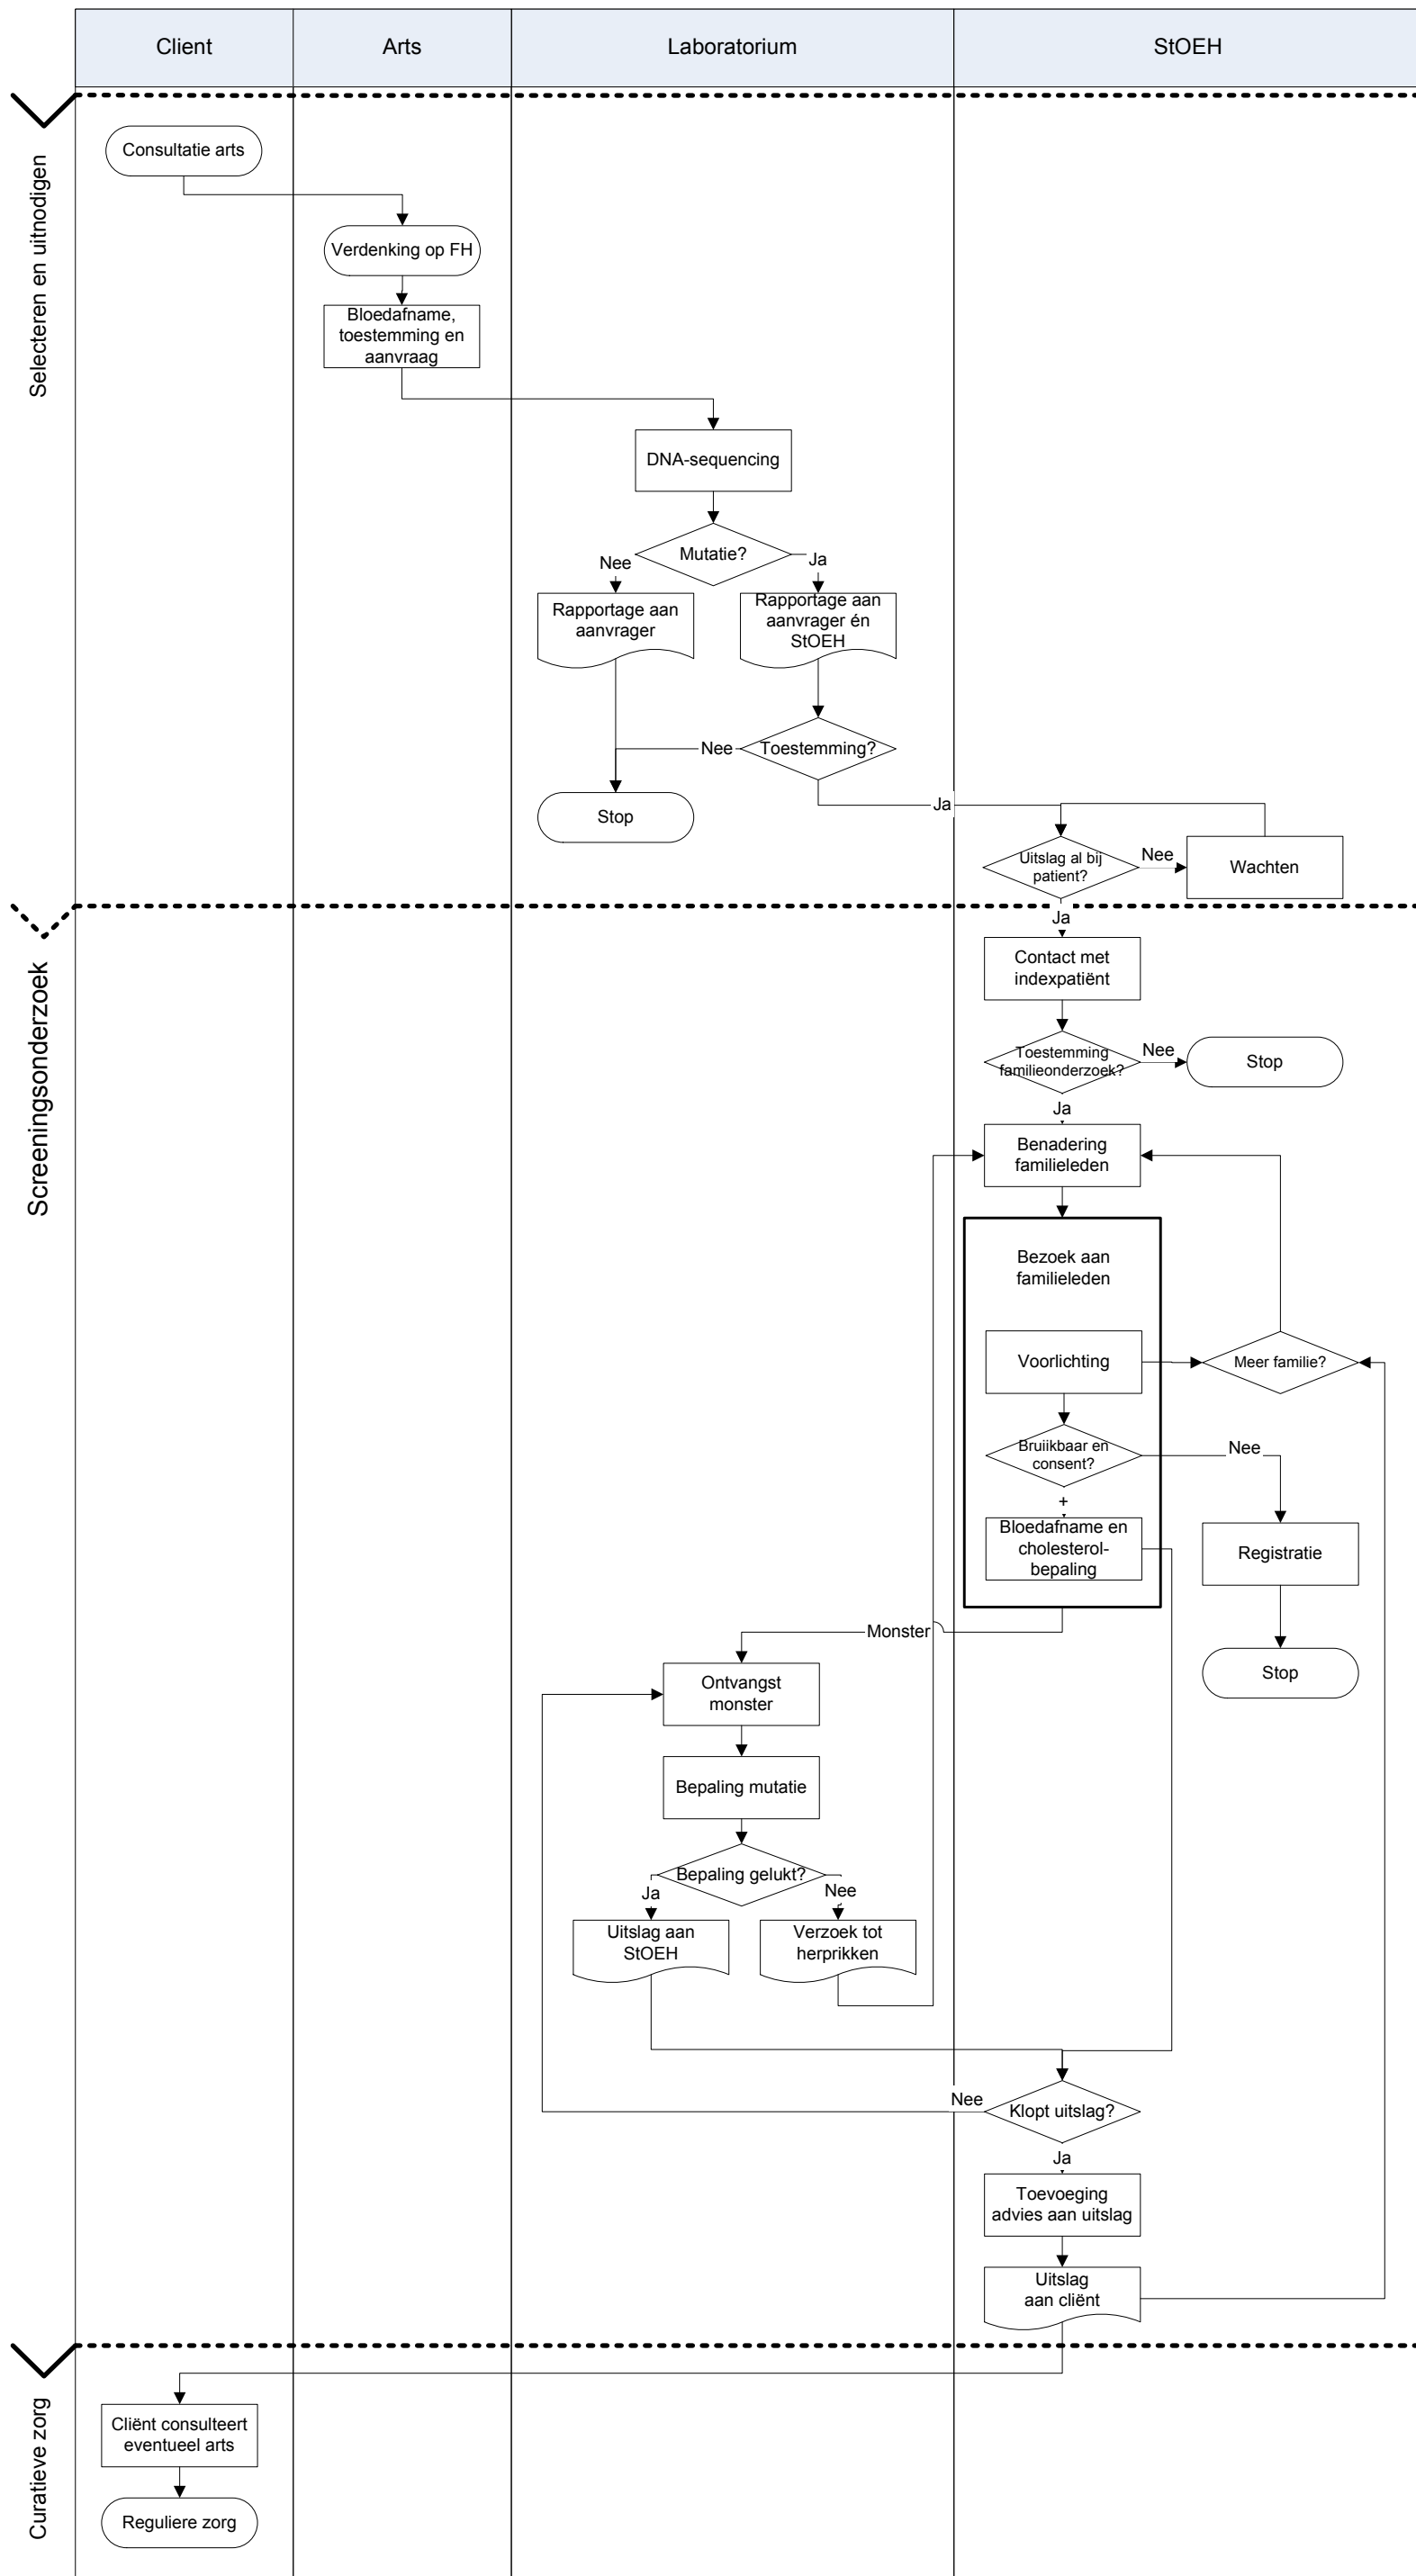 Client
Arts
Laboratorium
StOEH
Selecteren en uitnodigen
Consultatie arts
Verdenking op FH
Bloedafname,
toestemming en
aanvraag
DNA-sequencing
Mutatie?
Nee
Ja
Rapportage aan
aanvrager
Rapportage aan
aanvrager én
StOEH
Nee
Toestemming?
Stop
Ja
Uitslag al bij
patient?
Nee
Wachten
Screeningsonderzoek
Ja
Contact met
indexpatiënt
Toestemming
familieonderzoek?
Nee
Stop
Ja
Benadering
familieleden
Bezoek aan
familieleden
Voorlichting
Meer familie?
Bruikbaar en
consent?
Nee
+
Bloedafname en
cholesterol-
bepaling
Registratie
Monster
Stop
Ontvangst
monster
Bepaling mutatie
Bepaling gelukt?
Ja
Nee
Uitslag aan
StOEH
Verzoek tot
herprikken
Nee
Klopt uitslag?
Ja
Toevoeging
advies aan uitslag
Uitslag
aan cliënt
Curatieve zorg
Cliënt consulteert
eventueel arts
Reguliere zorg